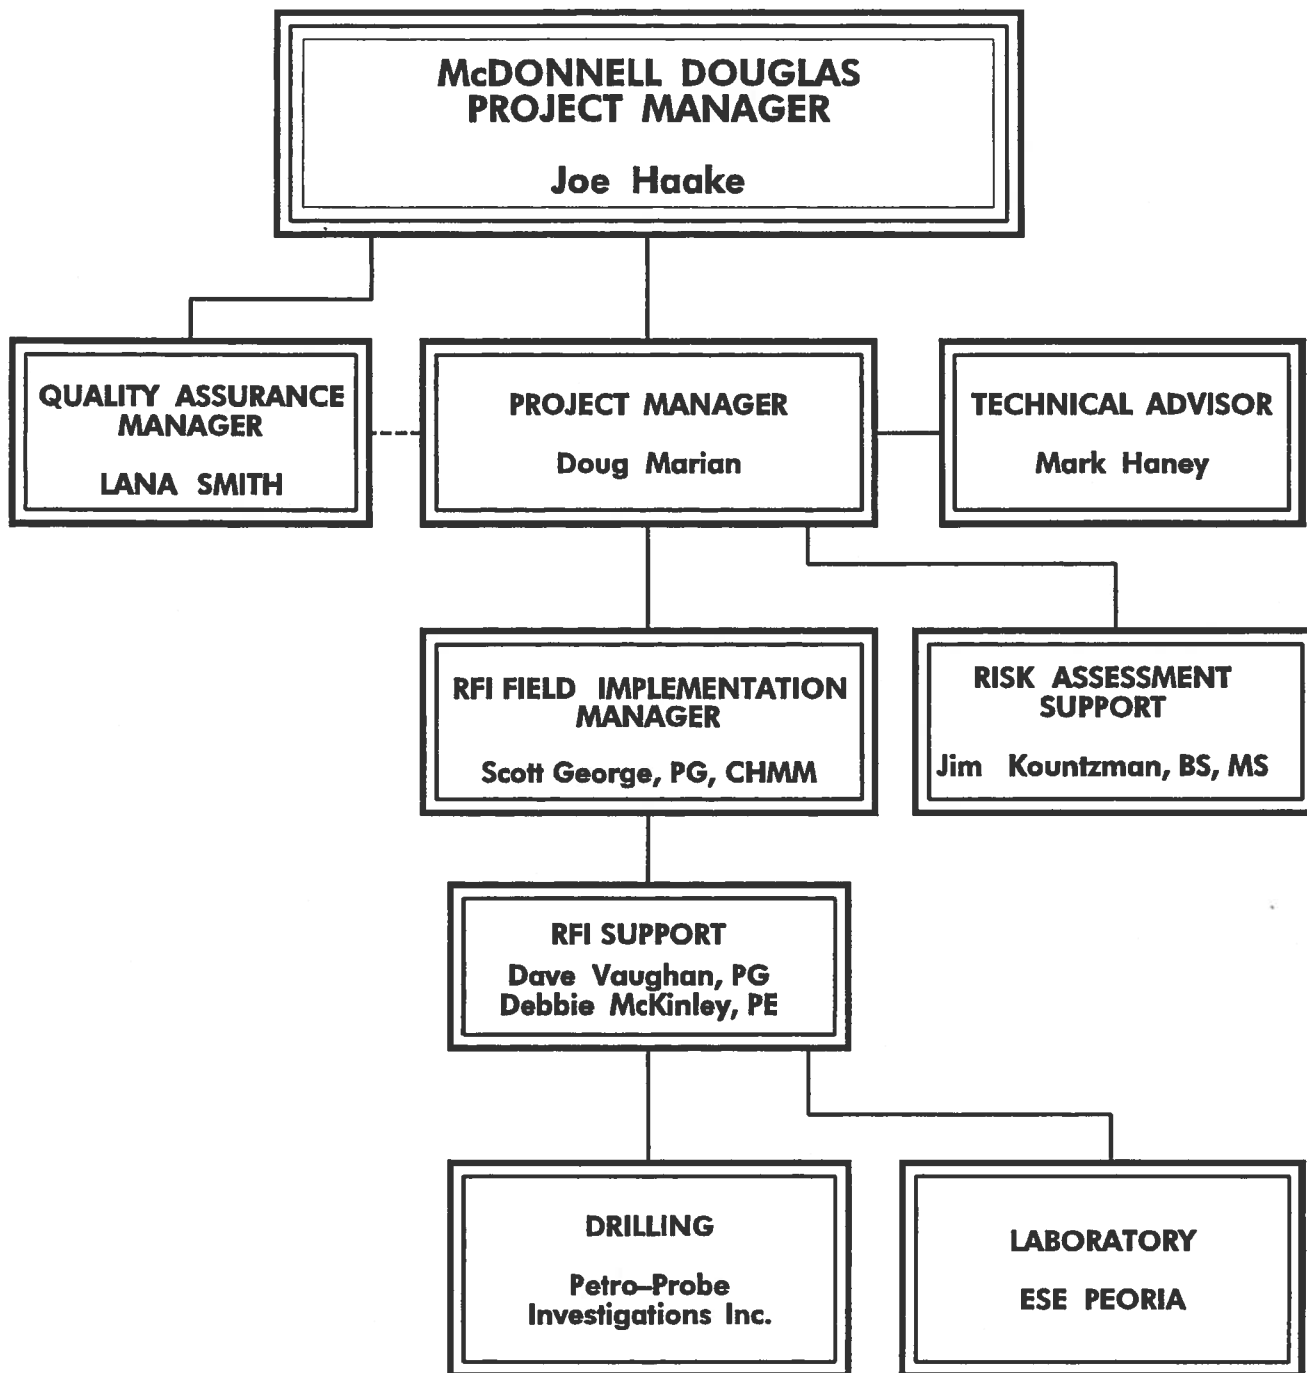 McDONNELL DOUGLAS
PROJECT MANAGER
Joe Haake
QUALITY ASSURANCE
MANAGER
LANA SMITH
PROJECT MANAGER
Doug Marian
TECHNICAL ADVISOR
Mark Haney
RFI FIELD IMPLEMENTATION
MANAGER
Scott George, PG, CHMM
RISK ASSESSMENT
SUPPORT
Jim Kountzman, BS, MS
RFI SUPPORT
Dave Vaughan, PG
Debbie McKinley, PE
DRILLING
Petro–Probe
Investigations Inc.
LABORATORY
ESE PEORIA